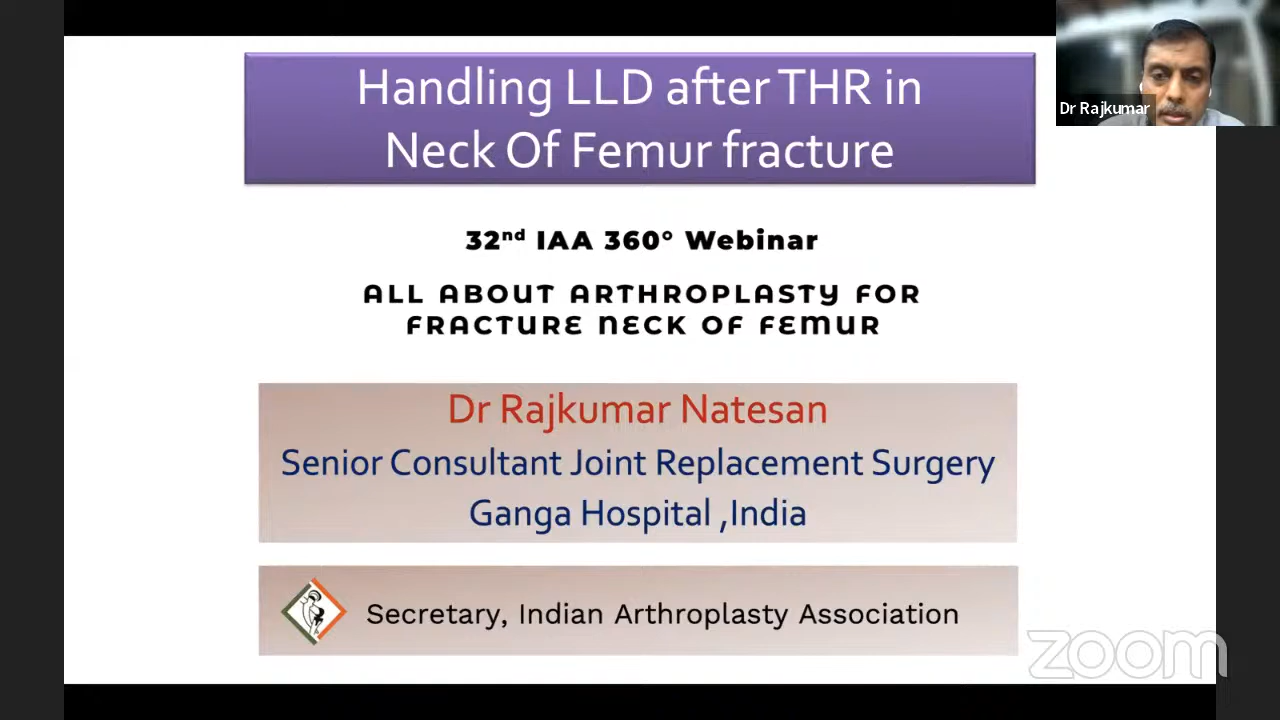 Handling LLD after THR in
Neck Of Femur fracture
Dr Rajkumar
32nd IAA 360° Webinar
ALL ABOUT ARTHROPLASTY FOR
FRACTURE NECK OF FEMUR
Dr Rajkumar Natesan
Senior Consultant Joint Replacement Surgery
Ganga Hospital ,India
Secretary, Indian Arthroplasty Association
zoom